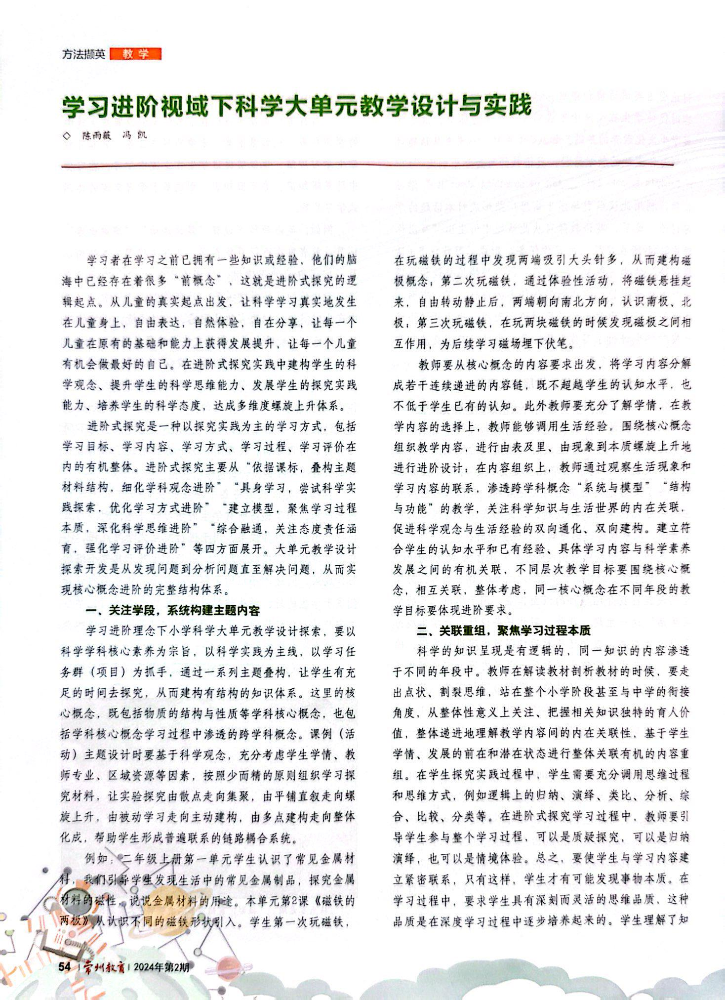 方法撷英 教 学
学习进阶视域下科学大单元教学设计与实践
◇ 陈雨薇 冯 凯
学习者在学习之前已拥有一些知识或经验，他们的脑
海中已经存在着很多“前概念”，这就是进阶式探究的逻
辑起点。从儿童的真实起点出发，让科学学习真实地发生
在儿童身上，自由表达，自然体验，自在分享，让每一个
儿童在原有的基础和能力上获得发展提升，让每一个儿童
有机会做最好的自己。在进阶式探究实践中建构学生的科
学观念、提升学生的科学思维能力、发展学生的探究实践
能力、培养学生的科学态度，达成多维度螺旋上升体系。
进阶式探究是一种以探究实践为主的学习方式，包括
学习目标、学习内容、学习方式、学习过程、学习评价在
内的有机整体。进阶式探究主要从“依据课标，叠构主题
材料结构，细化学科观念进阶”“具身学习，尝试科学实
践探索，优化学习方式进阶”“建立模型，聚焦学习过程
本质，深化科学思维进阶”“综合融通，关注态度责任涵
育，强化学习评价进阶”等四方面展开。大单元教学设计
探索开发是从发现问题到分析问题直至解决问题，从而实
现核心概念进阶的完整结构体系。
一、关注学段，系统构建主题内容
学习进阶理念下小学科学大单元教学设计探索，要以
科学学科核心素养为宗旨，以科学实践为主线，以学习任
务群（项目）为抓手，通过一系列主题叠构，让学生有充
足的时间去探究，从而建构有结构的知识体系。这里的核
心概念，既包括物质的结构与性质等学科核心概念，也包
括学科核心概念学习过程中渗透的跨学科概念。课例（活
动）主题设计时要基于科学观念，充分考虑学生学情、教
师专业、区域资源等因素，按照少而精的原则组织学习探
究材料，让实验探究由散点走向集聚，由平铺直叙走向螺
旋上升，由被动学习走向主动建构，由多点建构走向整体
化成，帮助学生形成普遍联系的链路耦合系统。
例如：二年级上册第一单元学生认识了常见金属材
料，我们引导学生发现生活中的常见金属制品，探究金属
材料的磁性，说说金属材料的用途。本单元第2课《磁铁的
两极》从认识不同的磁铁形状引入。学生第一次玩磁铁，
在玩磁铁的过程中发现两端吸引大头针多，从而建构磁
极概念；第二次玩磁铁，通过体验性活动，将磁铁悬挂起
来，自由转动静止后，两端朝向南北方向，认识南极、北
极；第三次玩磁铁，在玩两块磁铁的时候发现磁极之间相
互作用，为后续学习磁场埋下伏笔。
教师要从核心概念的内容要求出发，将学习内容分解
成若干连续递进的内容链，既不超越学生的认知水平，也
不低于学生已有的认知。此外教师要充分了解学情，在教
学内容的选择上，教师能够调用生活经验，围绕核心概念
组织教学内容，进行由表及里、由现象到本质螺旋上升地
进行进阶设计；在内容组织上，教师通过观察生活现象和
学习内容的联系，渗透跨学科概念“系统与模型”“结构
与功能”的教学，关注科学知识与生活世界的内在关联，
促进科学观念与生活经验的双向通化、双向建构。建立符
合学生的认知水平和已有经验、具体学习内容与科学素养
发展之间的有机关联，不同层次教学目标要围绕核心概
念，相互关联，整体考虑，同一核心概念在不同年段的教
学目标要体现进阶要求。
二、关联重组，聚焦学习过程本质
科学的知识呈现是有逻辑的，同一知识的内容渗透
于不同的年段中。教师在解读教材剖析教材的时候，要走
出点状、割裂思维，站在整个小学阶段甚至与中学的衔接
角度，从整体性意义上关注、把握相关知识独特的育人价
值，整体递进地理解教学内容间的内在关联性，基于学生
学情、发展的前在和潜在状态进行整体关联有机的内容重
组。在学生探究实践过程中，学生需要充分调用思维过程
和思维方式，例如逻辑上的归纳、演绎、类比、分析、综
合、比较、分类等。在进阶式探究学习过程中，教师要引
导学生参与整个学习过程，可以是质疑探究，可以是归纳
演绎，也可以是情境体验。总之，要使学生与学习内容建
立紧密联系，只有这样，学生才有可能发现事物本质。在
学习过程中，要求学生具有深刻而灵活的思维品质，这种
品质是在深度学习过程中逐步培养起来的。学生理解了知
54 | 常州教育 | 2024年第2期